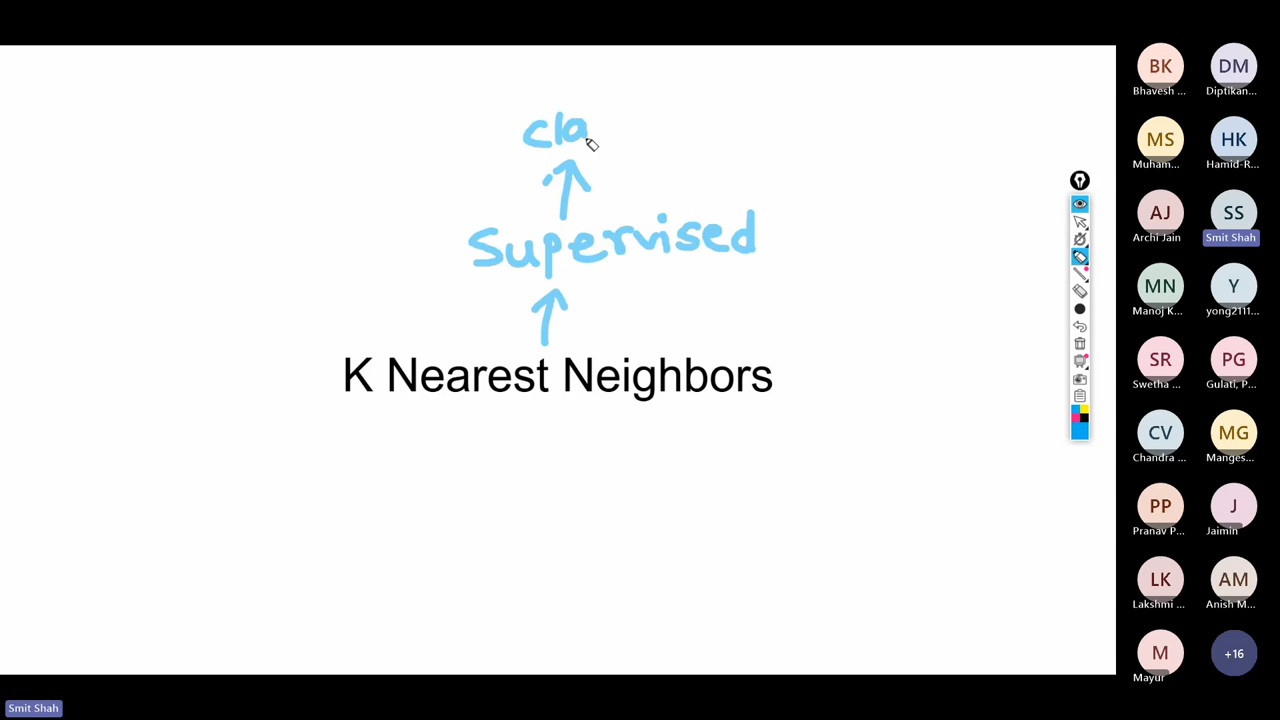 cla
Supervised
K Nearest Neighbors
BK
Bhavesh ...
DM
Diptikan...
MS
Muham...
HK
Hamid-R...
AJ
Archi Jain
SS
Smit Shah
MN
Manoj K...
Y
yong2111...
SR
Swetha ...
PG
Gulati, P...
CV
Chandra ...
MG
Manges...
PP
Pranav P...
J
Jaimin
LK
Lakshmi ...
AM
Anish M...
M
Mayur
+16
Smit Shah